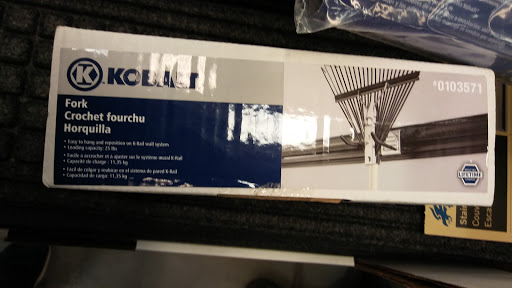 K KOBALT
Fork
Crochet fourchu
Horquilla
• Easy to hang and reposition on K-Rail wall system
• Loading capacity: 25 lbs
• Facile à accrocher et à ajuster sur le système mural K-Rail
• Capacité de charge : 11,35 kg
• Fácil de colgar y reubicar en el sistema de pared K-Rail
• Capacidad de carga: 11,35 kg
#0103571
LIFETIME